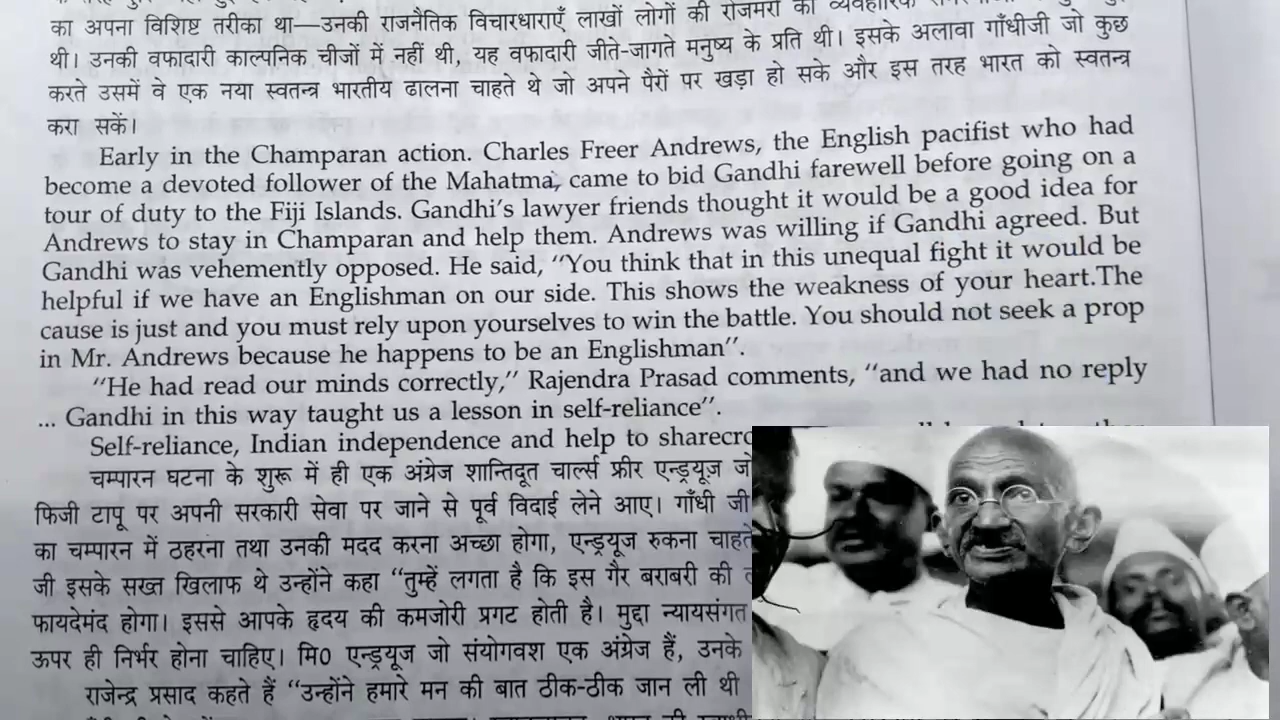 का अपना विशिष्ट तरीका था—उनकी राजनैतिक विचारधाराएँ लाखों लोगों की रोजमर्रा की व्यवहारिक
थी। उनकी वफादारी काल्पनिक चीजों में नहीं थी, यह वफादारी जीते-जागते मनुष्य के प्रति थी। इसके अलावा गाँधीजी जो कुछ
करते उसमें वे एक नया स्वतन्त्र भारतीय ढालना चाहते थे जो अपने पैरों पर खड़ा हो सके और इस तरह भारत को स्वतन्त्र
करा सकें।
Early in the Champaran action. Charles Freer Andrews, the English pacifist who had
become a devoted follower of the Mahatma, came to bid Gandhi farewell before going on a
tour of duty to the Fiji Islands. Gandhi's lawyer friends thought it would be a good idea for
Andrews to stay in Champaran and help them. Andrews was willing if Gandhi agreed. But
Gandhi was vehemently opposed. He said, "You think that in this unequal fight it would be
helpful if we have an Englishman on our side. This shows the weakness of your heart.The
cause is just and you must rely upon yourselves to win the battle. You should not seek a prop
in Mr. Andrews because he happens to be an Englishman".
"He had read our minds correctly," Rajendra Prasad comments, "and we had no reply
... Gandhi in this way taught us a lesson in self-reliance".
Self-reliance, Indian independence and help to sharecro
चम्पारन घटना के शुरू में ही एक अंग्रेज शान्तिदूत चार्ल्स फ्रीर एन्ड्रयूज जो
फिजी टापू पर अपनी सरकारी सेवा पर जाने से पूर्व विदाई लेने आए। गाँधी जी
का चम्पारन में ठहरना तथा उनकी मदद करना अच्छा होगा, एन्ड्रयूज रुकना चाहते
जी इसके सख्त खिलाफ थे उन्होंने कहा "तुम्हें लगता है कि इस गैर बराबरी की
फायदेमंद होगा। इससे आपके हृदय की कमजोरी प्रगट होती है। मुद्दा न्यायसंगत
ऊपर ही निर्भर होना चाहिए। मि0 एन्ड्रयूज जो संयोगवश एक अंग्रेज हैं, उनके
राजेन्द्र प्रसाद कहते हैं "उन्होंने हमारे मन की बात ठीक-ठीक जान ली थी